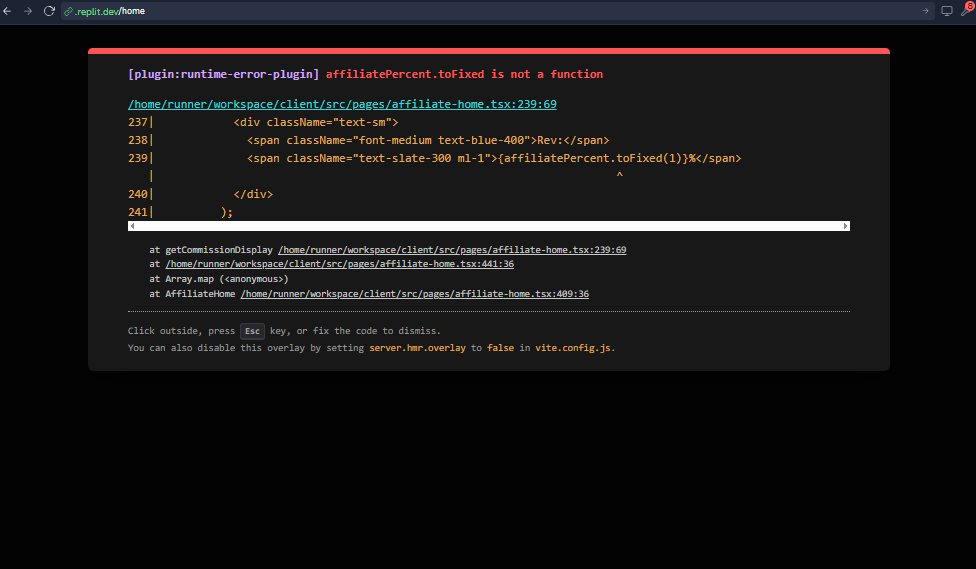 .replit.dev/home
8
[plugin:runtime-error-plugin] affiliatePercent.toFixed is not a function
/home/runner/workspace/client/src/pages/affiliate-home.tsx:239:69
237|            <div className="text-sm">
238|              <span className="font-medium text-blue-400">Rev:</span>
239|              <span className="text-slate-300 ml-1">{affiliatePercent.toFixed(1)}%</span>
   |                                                                     ^
240|            </div>
241|          );
at getCommissionDisplay /home/runner/workspace/client/src/pages/affiliate-home.tsx:239:69
at /home/runner/workspace/client/src/pages/affiliate-home.tsx:441:36
at Array.map (<anonymous>)
at AffiliateHome /home/runner/workspace/client/src/pages/affiliate-home.tsx:409:36
Click outside, press Esc key, or fix the code to dismiss.
You can also disable this overlay by setting server.hmr.overlay to false in vite.config.js.